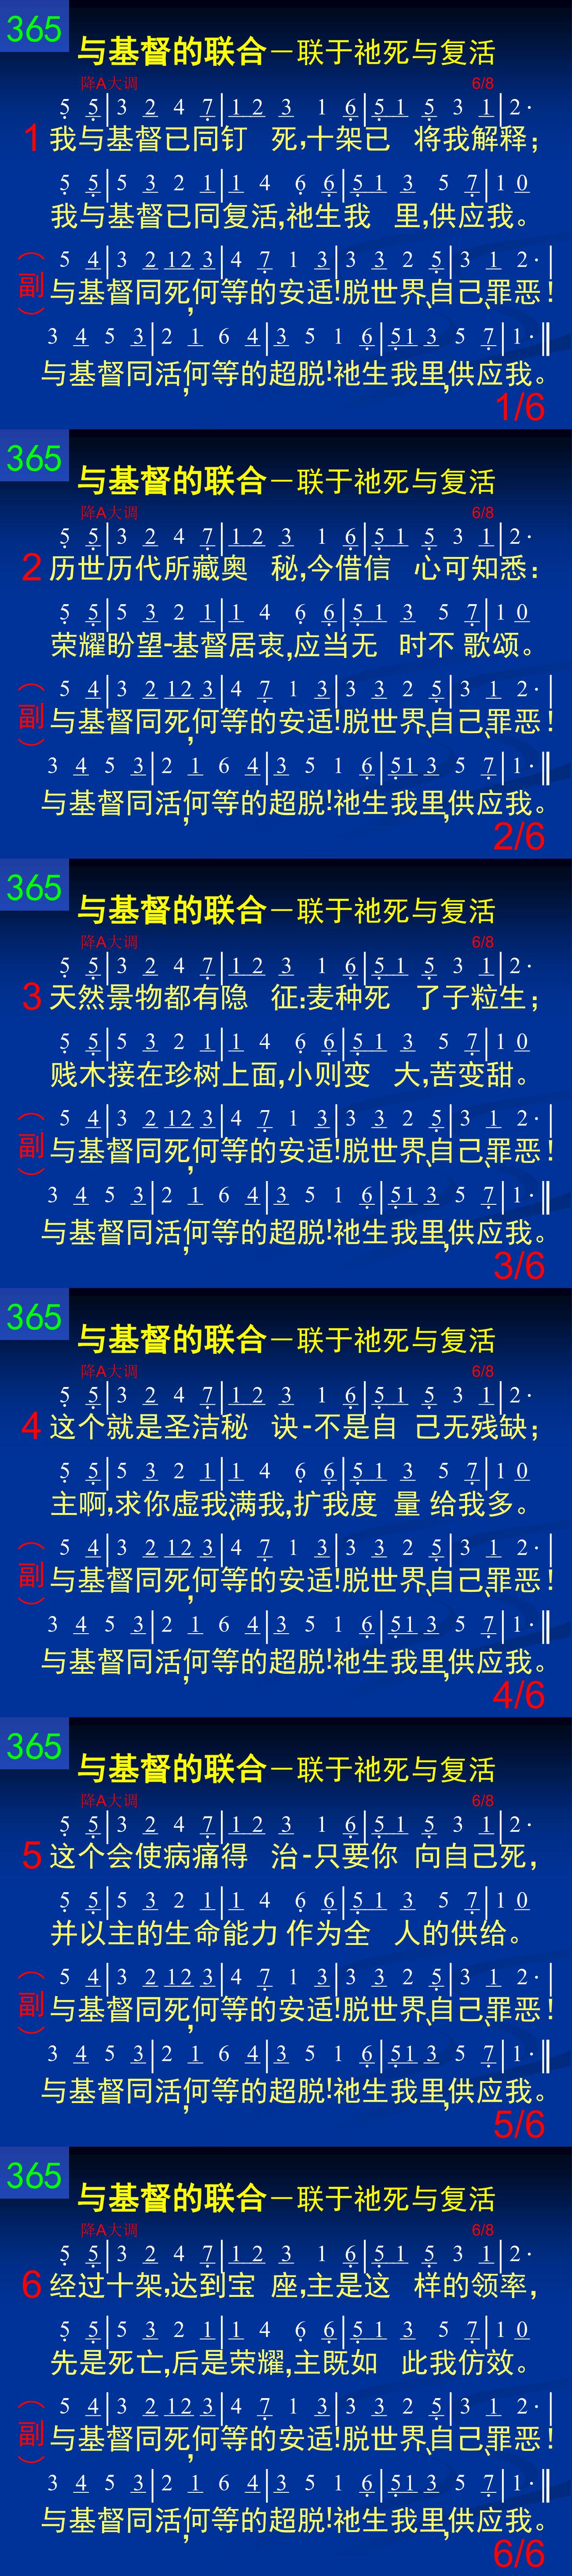 365
与基督的联合－联于祂死与复活
降A大调 6/8
5 5|3 2 4 7|1 2 3 1 6|5 1 5 3 1|2·
1 我与基督已同钉 死,十架已 将我解释;
5 5|5 3 2 1|1 4 6 6|5 1 3 5 7|1 0
我与基督已同复活,祂生我 里,供应我。
5 4|3 2 12 3|4 7 1 3|3 3 2 5|3 1 2·|
（副）与基督同死,何等的安适!脱世界、自己、罪恶!
3 4 5 3|2 1 6 4|3 5 1 6|51 3 5 7|1·‖
与基督同活,何等的超脱!祂生我里,供应我。
1/6
365
与基督的联合－联于祂死与复活
降A大调 6/8
5 5|3 2 4 7|1 2 3 1 6|5 1 5 3 1|2·
2 历世历代所藏奥 秘,今借信 心可知悉:
5 5|5 3 2 1|1 4 6 6|5 1 3 5 7|1 0
荣耀盼望-基督居衷,应当无 时不 歌颂。
5 4|3 2 12 3|4 7 1 3|3 3 2 5|3 1 2·|
（副）与基督同死,何等的安适!脱世界、自己、罪恶!
3 4 5 3|2 1 6 4|3 5 1 6|51 3 5 7|1·‖
与基督同活,何等的超脱!祂生我里,供应我。
2/6
365
与基督的联合－联于祂死与复活
降A大调 6/8
5 5|3 2 4 7|1 2 3 1 6|5 1 5 3 1|2·
3 天然景物都有隐 征:麦种死 了子粒生;
5 5|5 3 2 1|1 4 6 6|5 1 3 5 7|1 0
贱木接在珍树上面,小则变 大,苦变甜。
5 4|3 2 12 3|4 7 1 3|3 3 2 5|3 1 2·|
（副）与基督同死,何等的安适!脱世界、自己、罪恶!
3 4 5 3|2 1 6 4|3 5 1 6|51 3 5 7|1·‖
与基督同活,何等的超脱!祂生我里,供应我。
3/6
365
与基督的联合－联于祂死与复活
降A大调 6/8
5 5|3 2 4 7|1 2 3 1 6|5 1 5 3 1|2·
4 这个就是圣洁秘 诀-不是自 己无残缺;
5 5|5 3 2 1|1 4 6 6|5 1 3 5 7|1 0
主啊,求你虚我、满我,扩我度 量 给我多。
5 4|3 2 12 3|4 7 1 3|3 3 2 5|3 1 2·|
（副）与基督同死,何等的安适!脱世界、自己、罪恶!
3 4 5 3|2 1 6 4|3 5 1 6|51 3 5 7|1·‖
与基督同活,何等的超脱!祂生我里,供应我。
4/6
365
与基督的联合－联于祂死与复活
降A大调 6/8
5 5|3 2 4 7|1 2 3 1 6|5 1 5 3 1|2·
5 这个会使病痛得 治-只要你 向自己死,
5 5|5 3 2 1|1 4 6 6|5 1 3 5 7|1 0
并以主的生命能力 作为全 人的供给。
5 4|3 2 12 3|4 7 1 3|3 3 2 5|3 1 2·|
（副）与基督同死,何等的安适!脱世界、自己、罪恶!
3 4 5 3|2 1 6 4|3 5 1 6|51 3 5 7|1·‖
与基督同活,何等的超脱!祂生我里,供应我。
5/6
365
与基督的联合－联于祂死与复活
降A大调 6/8
5 5|3 2 4 7|1 2 3 1 6|5 1 5 3 1|2·
6 经过十架,达到宝 座,主是这 样的领率,
5 5|5 3 2 1|1 4 6 6|5 1 3 5 7|1 0
先是死亡,后是荣耀,主既如 此我仿效。
5 4|3 2 12 3|4 7 1 3|3 3 2 5|3 1 2·|
（副）与基督同死,何等的安适!脱世界、自己、罪恶!
3 4 5 3|2 1 6 4|3 5 1 6|51 3 5 7|1·‖
与基督同活,何等的超脱!祂生我里,供应我。
6/6